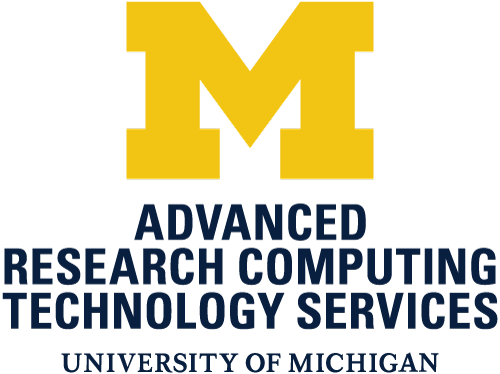 M
ADVANCED
RESEARCH COMPUTING
TECHNOLOGY SERVICES
UNIVERSITY OF MICHIGAN